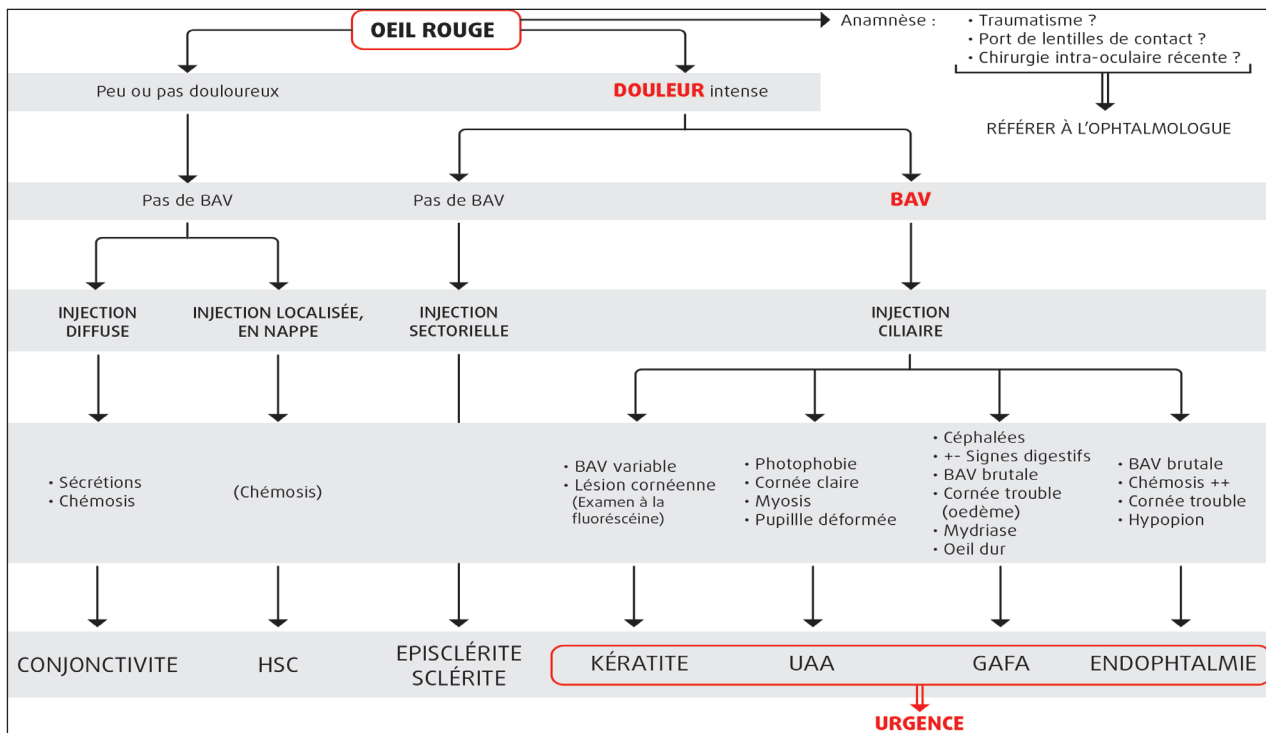 OEIL ROUGE
Anamnèse :
• Traumatisme ?
• Port de lentilles de contact ?
• Chirurgie intra-oculaire récente ?
RÉFÉRER À L'OPHTALMOLOGUE
Peu ou pas douloureux
DOULEUR intense
Pas de BAV
Pas de BAV
BAV
INJECTION
DIFFUSE
INJECTION LOCALISÉE,
EN NAPPE
INJECTION
SECTORIELLE
INJECTION
CILIAIRE
• Sécrétions
• Chémosis
(Chémosis)
• BAV variable
• Lésion cornéenne
(Examen à la
fluoréscéine)
• Photophobie
• Cornée claire
• Myosis
• Pupillle déformée
• Céphalées
• +- Signes digestifs
• BAV brutale
• Cornée trouble
(oedème)
• Mydriase
• Oeil dur
• BAV brutale
• Chémosis ++
• Cornée trouble
• Hypopion
CONJONCTIVITE
HSC
EPISCLÉRITE
SCLÉRITE
KÉRATITE
UAA
GAFA
ENDOPHTALMIE
URGENCE